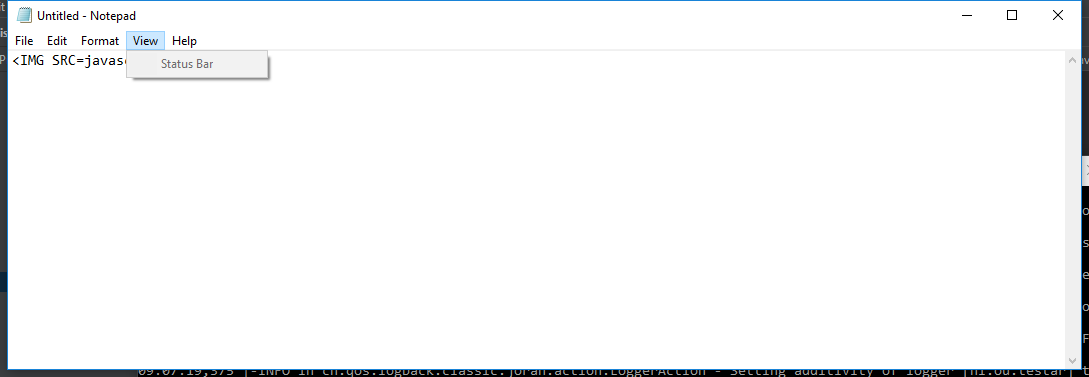 Untitled - Notepad
File Edit Format View Help
<IMG SRC=javas
Status Bar
09:07:19,375 |-INFO in ch.qos.logback.classic.joran.action.LoggerAction - Setting additivity of logger [nl.ou.testar]